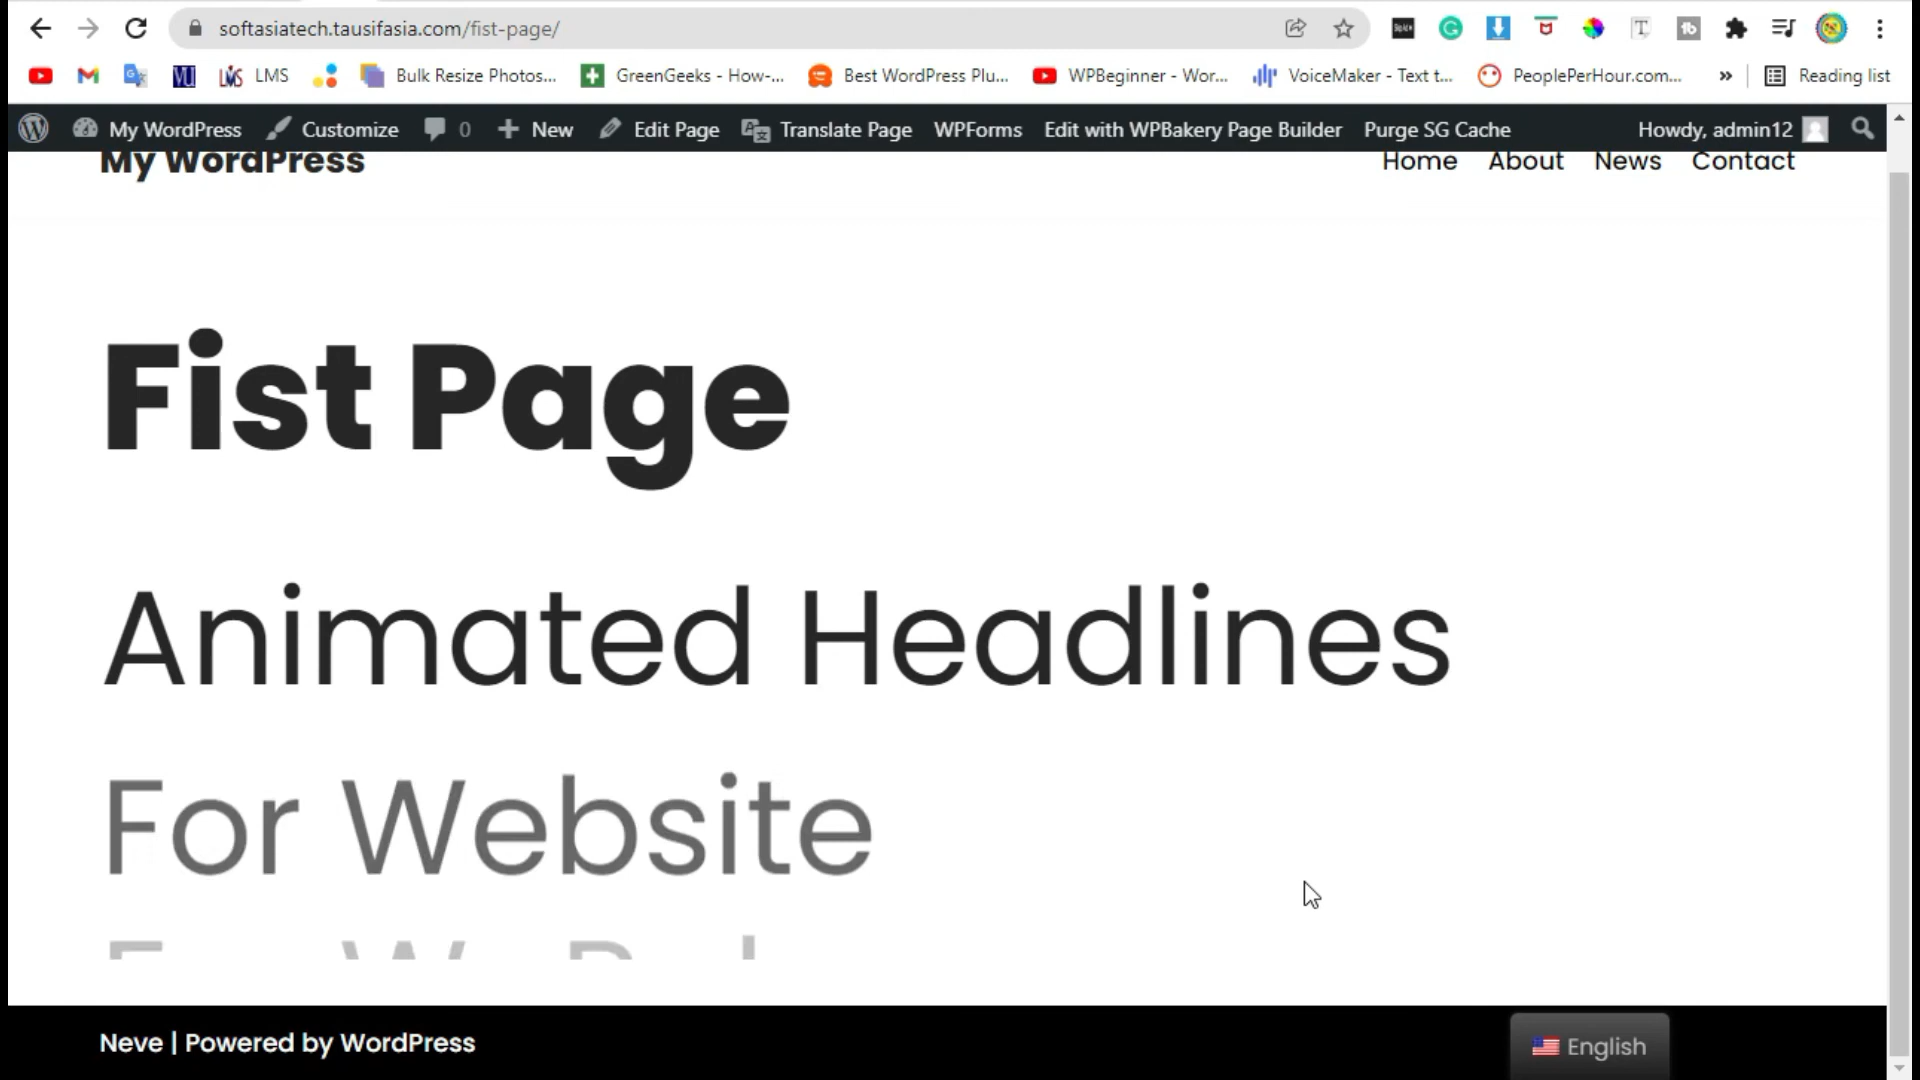 softasiatech.tausifasia.com/fist-page/
LMS Bulk Resize Photos... GreenGeeks - How-... Best WordPress Plu... WPBeginner - Wor... VoiceMaker - Text t... PeoplePerHour.com... » Reading list
My WordPress Customize 0 New Edit Page Translate Page WPForms Edit with WPBakery Page Builder Purge SG Cache Howdy, admin12
My WordPress Home About News Contact
Fist Page
Animated Headlines
For Website
Neve | Powered by WordPress English